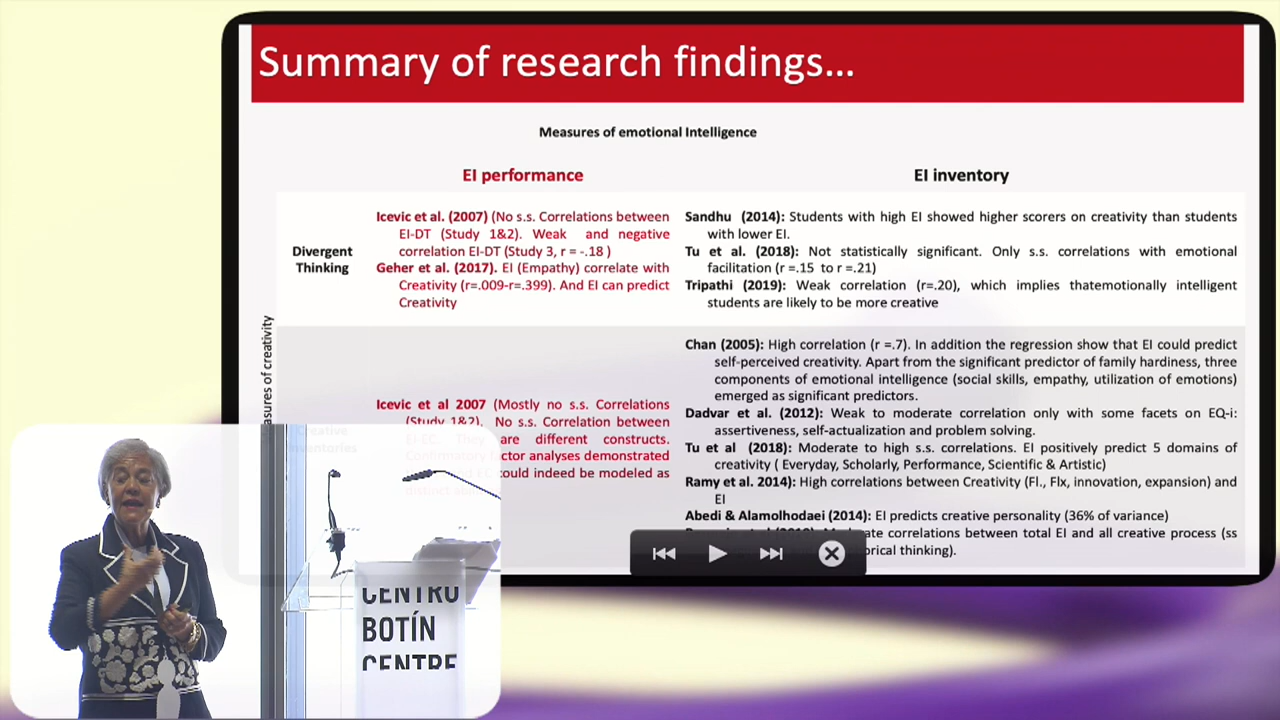 Summary of research findings...
Measures of emotional Intelligence
EI performance
EI inventory
Divergent
Thinking
Icevic et al. (2007) (No s.s. Correlations between
EI-DT (Study 1&2). Weak and negative
correlation EI-DT (Study 3, r = -.18 )
Geher et al. (2017). EI (Empathy) correlate with
Creativity (r=.009-r=.399). And EI can predict
Creativity
Sandhu (2014): Students with high EI showed higher scorers on creativity than students
with lower EI.
Tu et al. (2018): Not statistically significant. Only s.s. correlations with emotional
facilitation (r =.15 to r =.21)
Tripathi (2019): Weak correlation (r=.20), which implies thatemotionally intelligent
students are likely to be more creative
of creativity
Icevic et al 2007 (Mostly no s.s. Correlations
(Study 1&2). No s.s. Correlation between
They are different constructs.
factor analyses demonstrated
could indeed be modeled as
Chan (2005): High correlation (r =.7). In addition the regression show that EI could predict
self-perceived creativity. Apart from the significant predictor of family hardiness, three
components of emotional intelligence (social skills, empathy, utilization of emotions)
emerged as significant predictors.
Dadvar et al. (2012): Weak to moderate correlation only with some facets on EQ-i:
assertiveness, self-actualization and problem solving.
Tu et al (2018): Moderate to high s.s. correlations. EI positively predict 5 domains of
creativity ( Everyday, Scholarly, Performance, Scientific & Artistic)
Ramy et al. 2014): High correlations between Creativity (Fl., Flx, innovation, expansion) and
EI
Abedi & Alamolhodaei (2014): EI predicts creative personality (36% of variance)
correlations between total EI and all creative process (ss
thinking).
CENTRO
BOTÍN
CENTRE